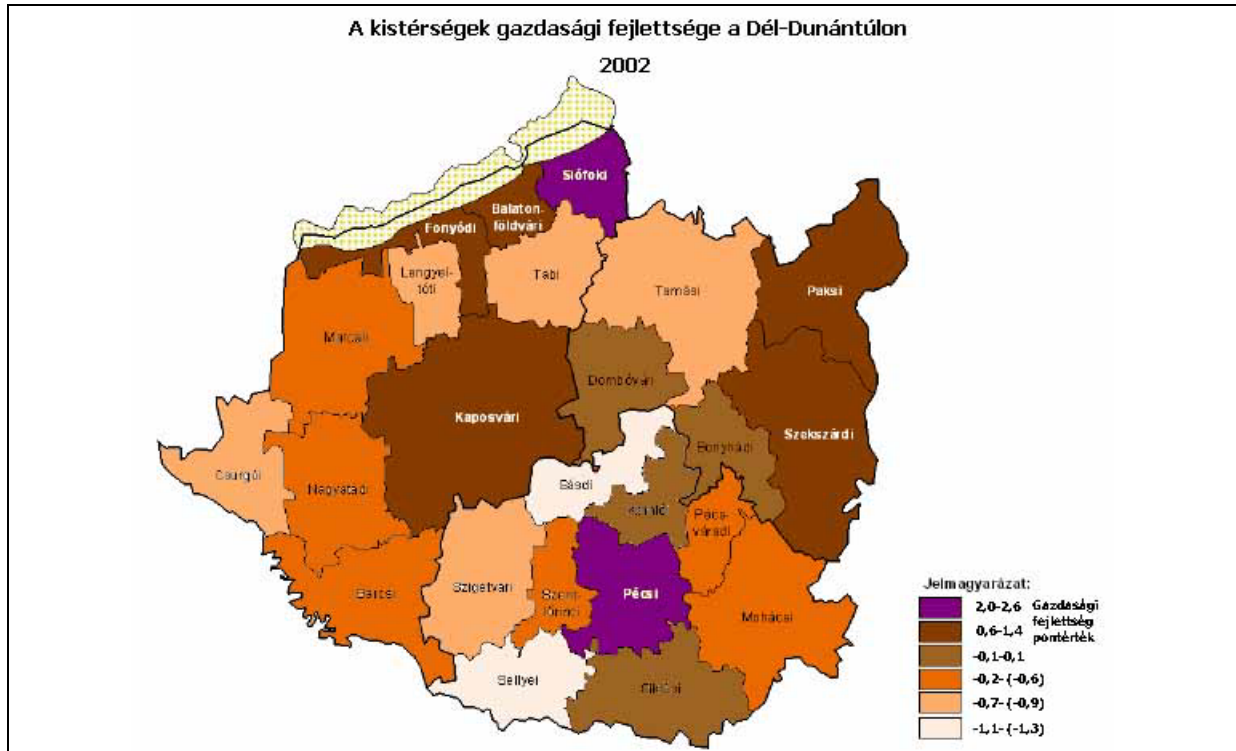 A kistérségek gazdasági fejlettsége a Dél-Dunántúlon
2002
Siófoki
Balaton-
földvári
Fonyódi
Lengyel-
tóti
Tabi
Tamási
Paksi
Marcali
Dombóvári
Kaposvári
Szekszárdi
Bonyhádi
Csurgói
Nagyatádi
Sásdi
Komlói
Pécs-
váradi
Barcsi
Szigetvári
Szent-
lőrinci
Pécsi
Mohácsi
Sellyei
Siklósi
Jelmagyarázat:
2,0-2,6
0,6-1,4
-0,1-0,1
-0,2- (-0,6)
-0,7- (-0,9)
-1,1- (-1,3)
Gazdasági
fejlettség
pontérték